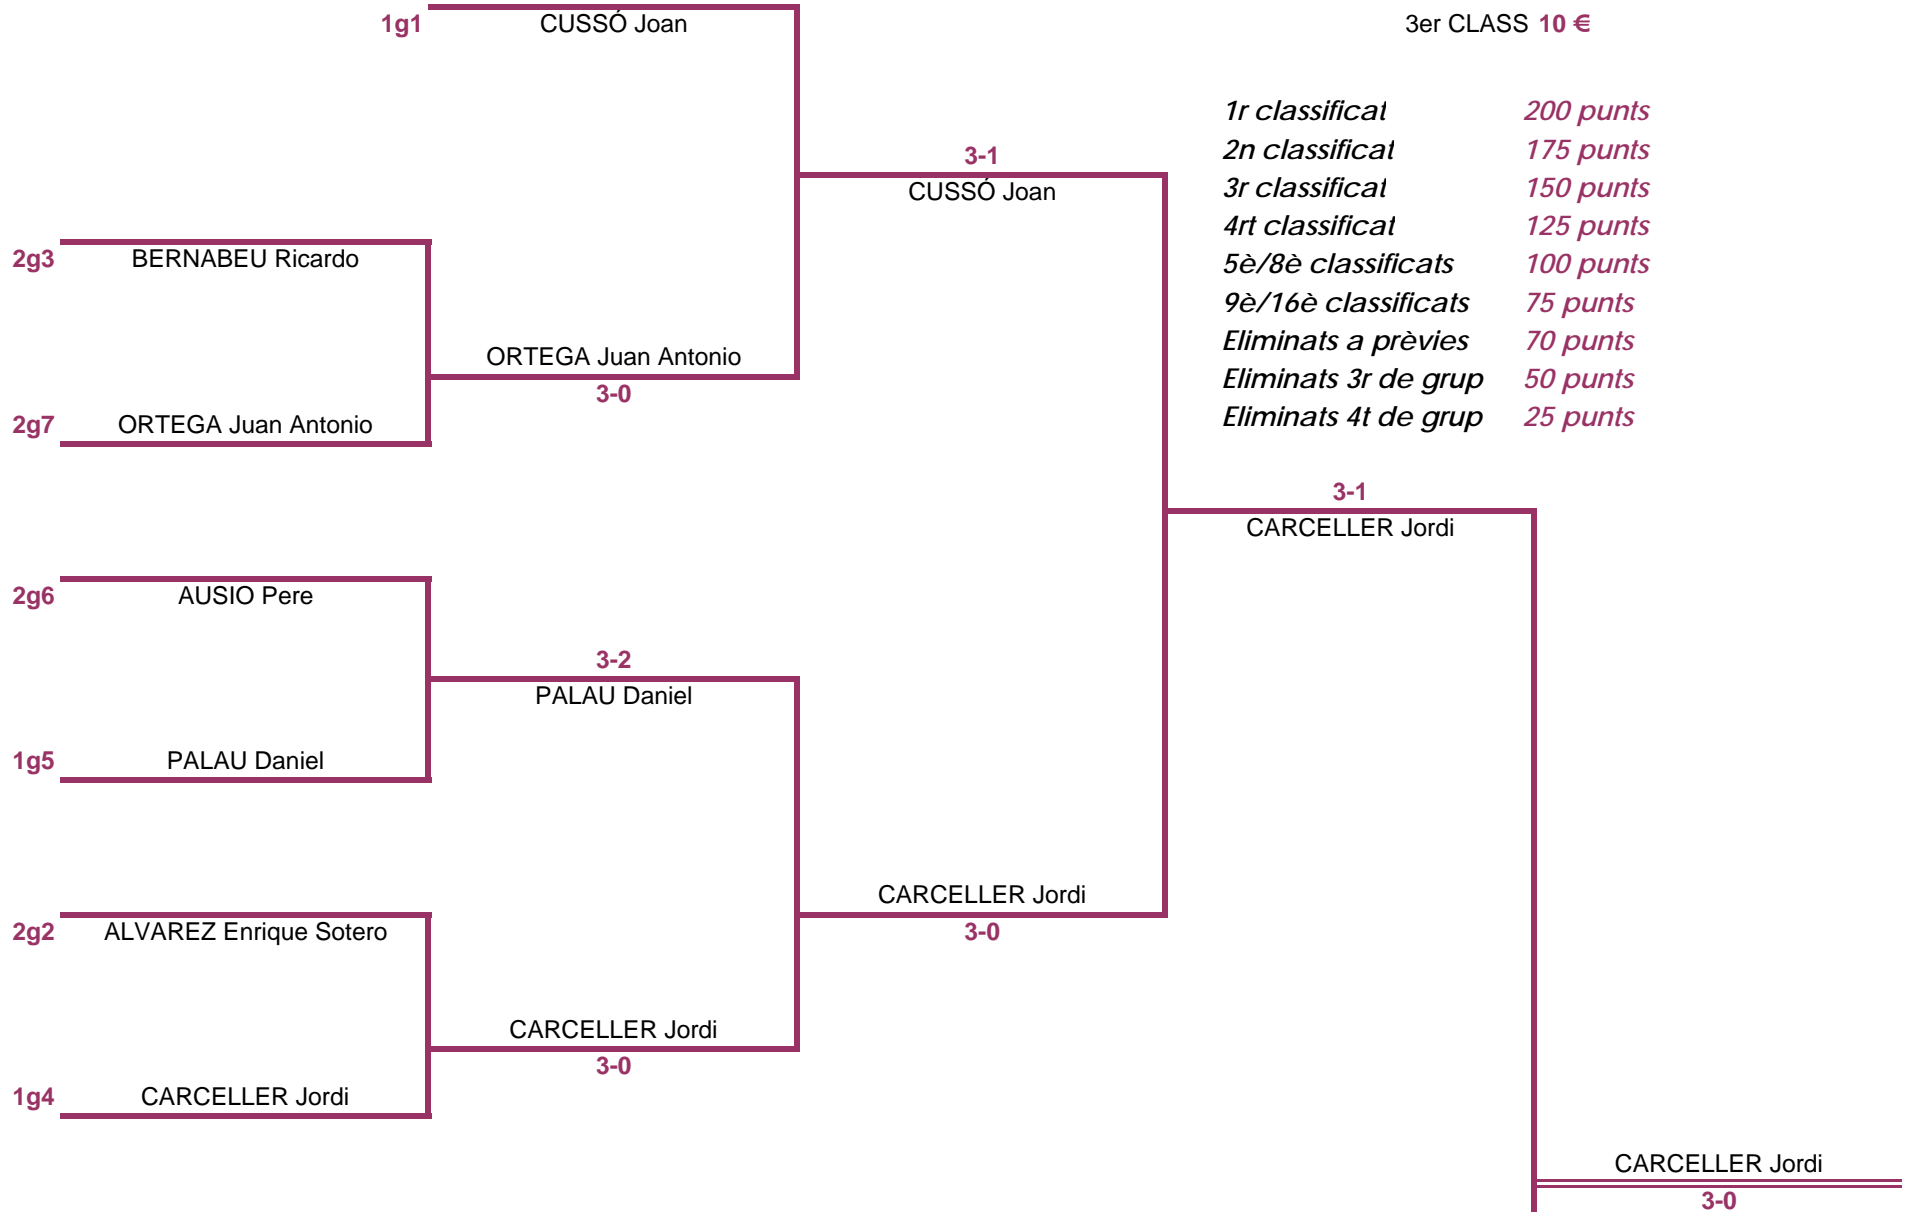 1g1 CUSSÓ Joan
3er CLASS 10 €
1r classificat 200 punts
2n classificat 175 punts
3r classificat 150 punts
4rt classificat 125 punts
5è/8è classificats 100 punts
9è/16è classificats 75 punts
Eliminats a prèvies 70 punts
Eliminats 3r de grup 50 punts
Eliminats 4t de grup 25 punts
3-1
CUSSÓ Joan
2g3 BERNABEU Ricardo
ORTEGA Juan Antonio
3-0
2g7 ORTEGA Juan Antonio
3-1
CARCELLER Jordi
2g6 AUSIO Pere
3-2
PALAU Daniel
1g5 PALAU Daniel
CARCELLER Jordi
3-0
2g2 ALVAREZ Enrique Sotero
CARCELLER Jordi
3-0
1g4 CARCELLER Jordi
CARCELLER Jordi
3-0